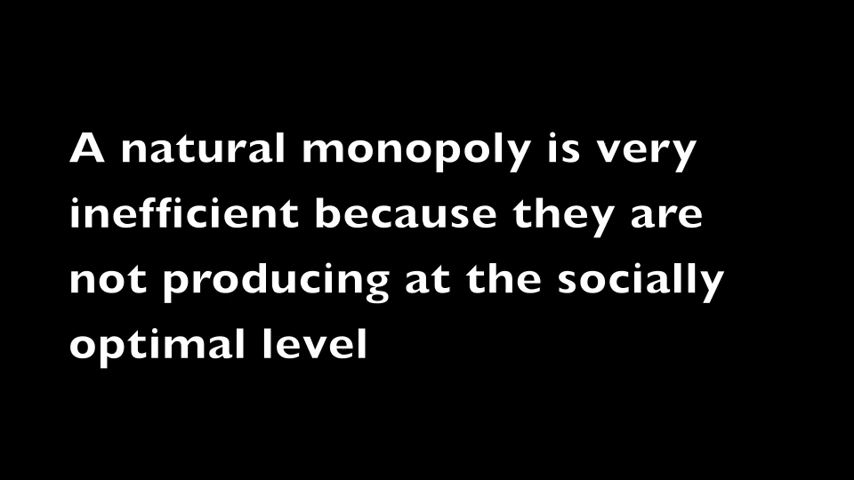 A natural monopoly is very
inefficient because they are
not producing at the socially
optimal level